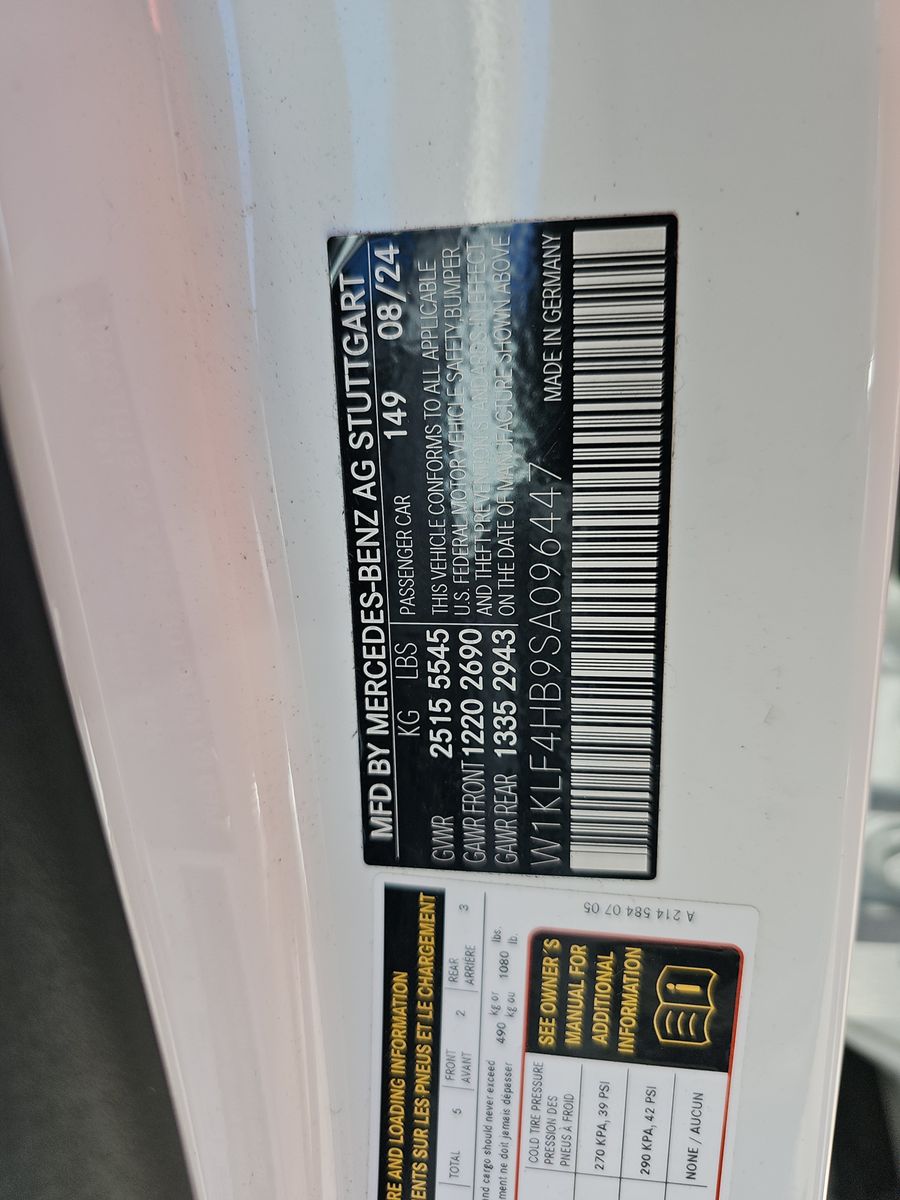 MFD BY MERCEDES-BENZ AG STUTTGART
KG LBS PASSENGER CAR 149 08/24
GVWR 2515 5545 THIS VEHICLE CONFORMS TO ALL APPLICABLE
GAWR FRONT 1220 2690 U.S. FEDERAL MOTOR VEHICLE SAFETY, BUMPER,
GAWR REAR 1335 2943 AND THEFT PREVENTION STANDARDS IN EFFECT
ON THE DATE OF MANUFACTURE SHOWN ABOVE
W1KLF4HB9SA096447 MADE IN GERMANY
RE AND LOADING INFORMATION
ENTS SUR LES PNEUS ET LE CHARGEMENT
TOTAL 5 FRONT 2 REAR 3
AVANT ARRIÈRE
nd cargo should never exceed 490 kg or 1080 lbs.
ment ne doit jamais dépasser kg ou lb.
COLD TIRE PRESSURE
PRESSION DES
PNEUS À FROID
270 KPA, 39 PSI
290 KPA, 42 PSI
NONE / AUCUN
SEE OWNER'S
MANUAL FOR
ADDITIONAL
INFORMATION
A 214 584 07 05